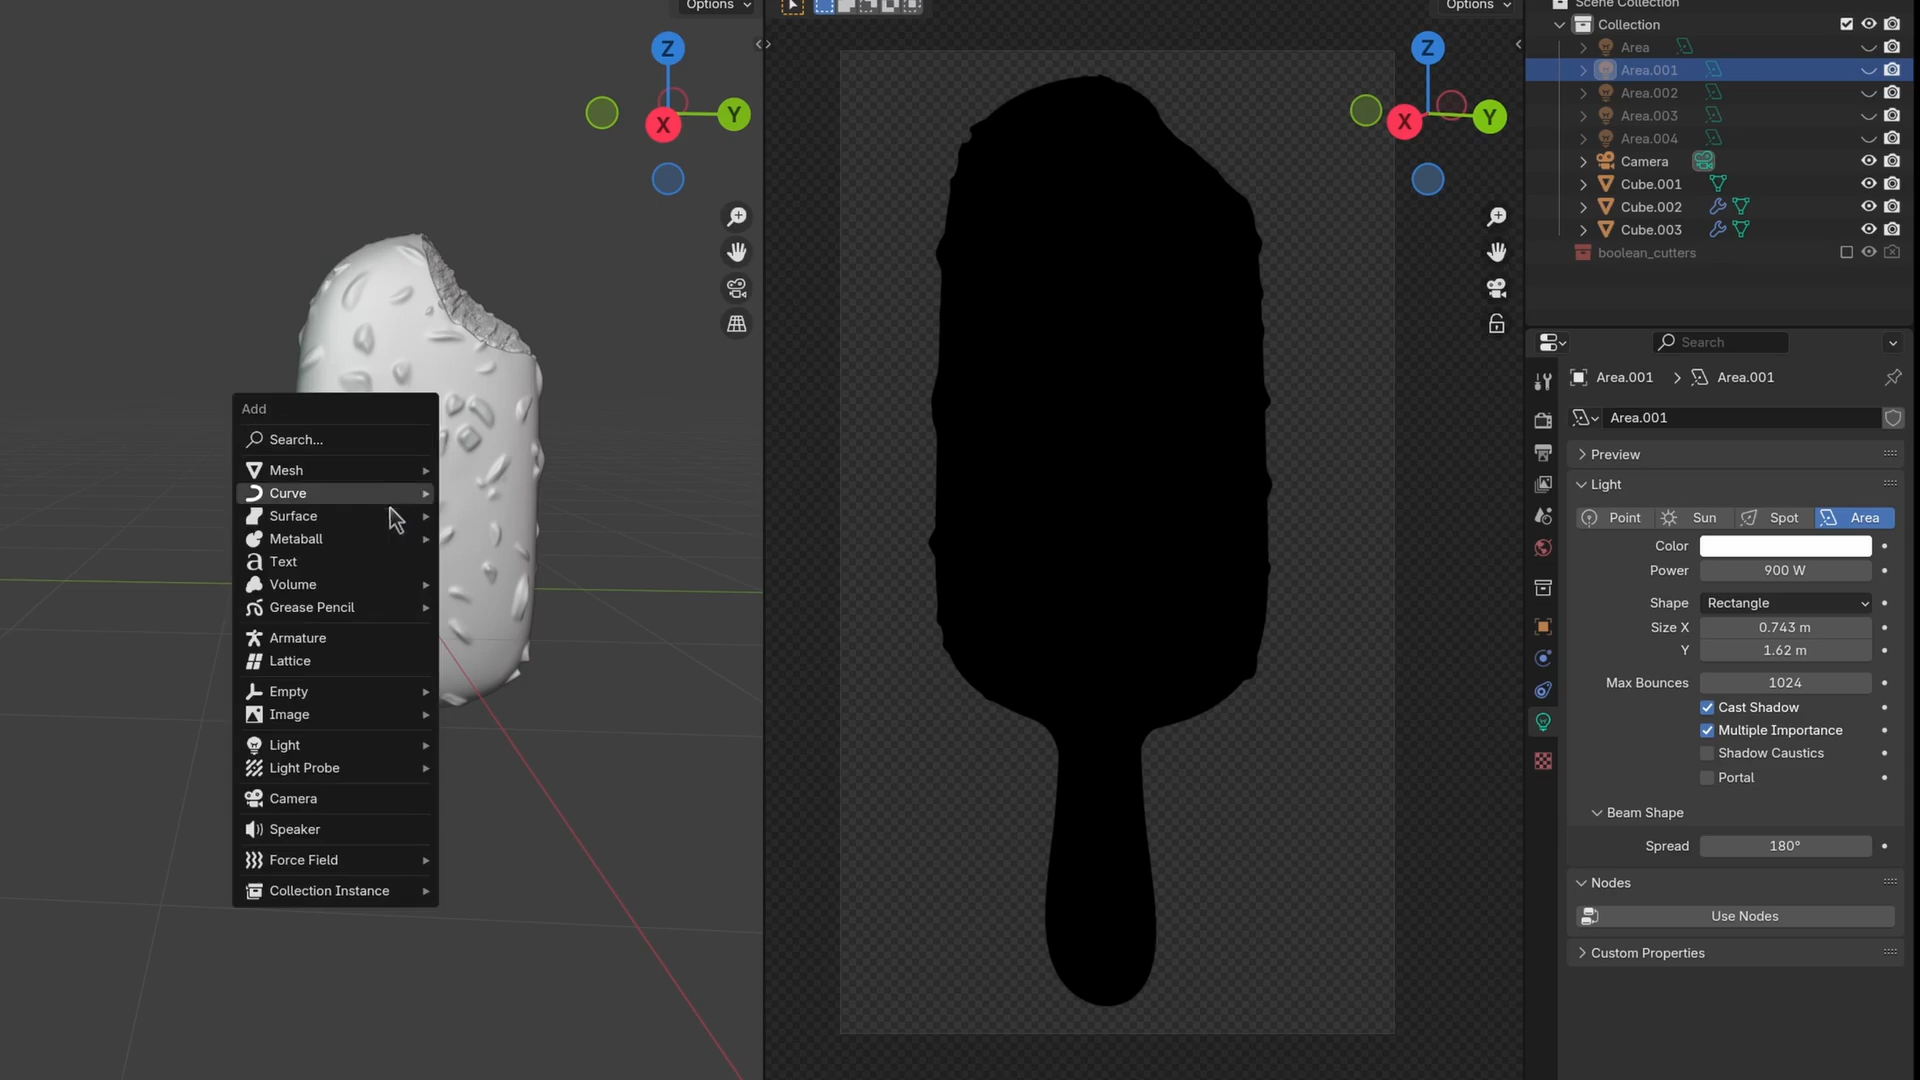 Options
Z
Y
X
Add
Search...
Mesh
Curve
Surface
Metaball
Text
Volume
Grease Pencil
Armature
Lattice
Empty
Image
Light
Light Probe
Camera
Speaker
Force Field
Collection Instance
Options
Z
X
Y
Scene Collection
Collection
Area
Area.001
Area.002
Area.003
Area.004
Camera
Cube.001
Cube.002
Cube.003
boolean_cutters
Search
Area.001 Area.001
Area.001
Preview
Light
Point Sun Spot Area
Color
Power 900 W
Shape Rectangle
Size X 0.743 m
Y 1.62 m
Max Bounces 1024
Cast Shadow
Multiple Importance
Shadow Caustics
Portal
Beam Shape
Spread 180°
Nodes
Use Nodes
Custom Properties